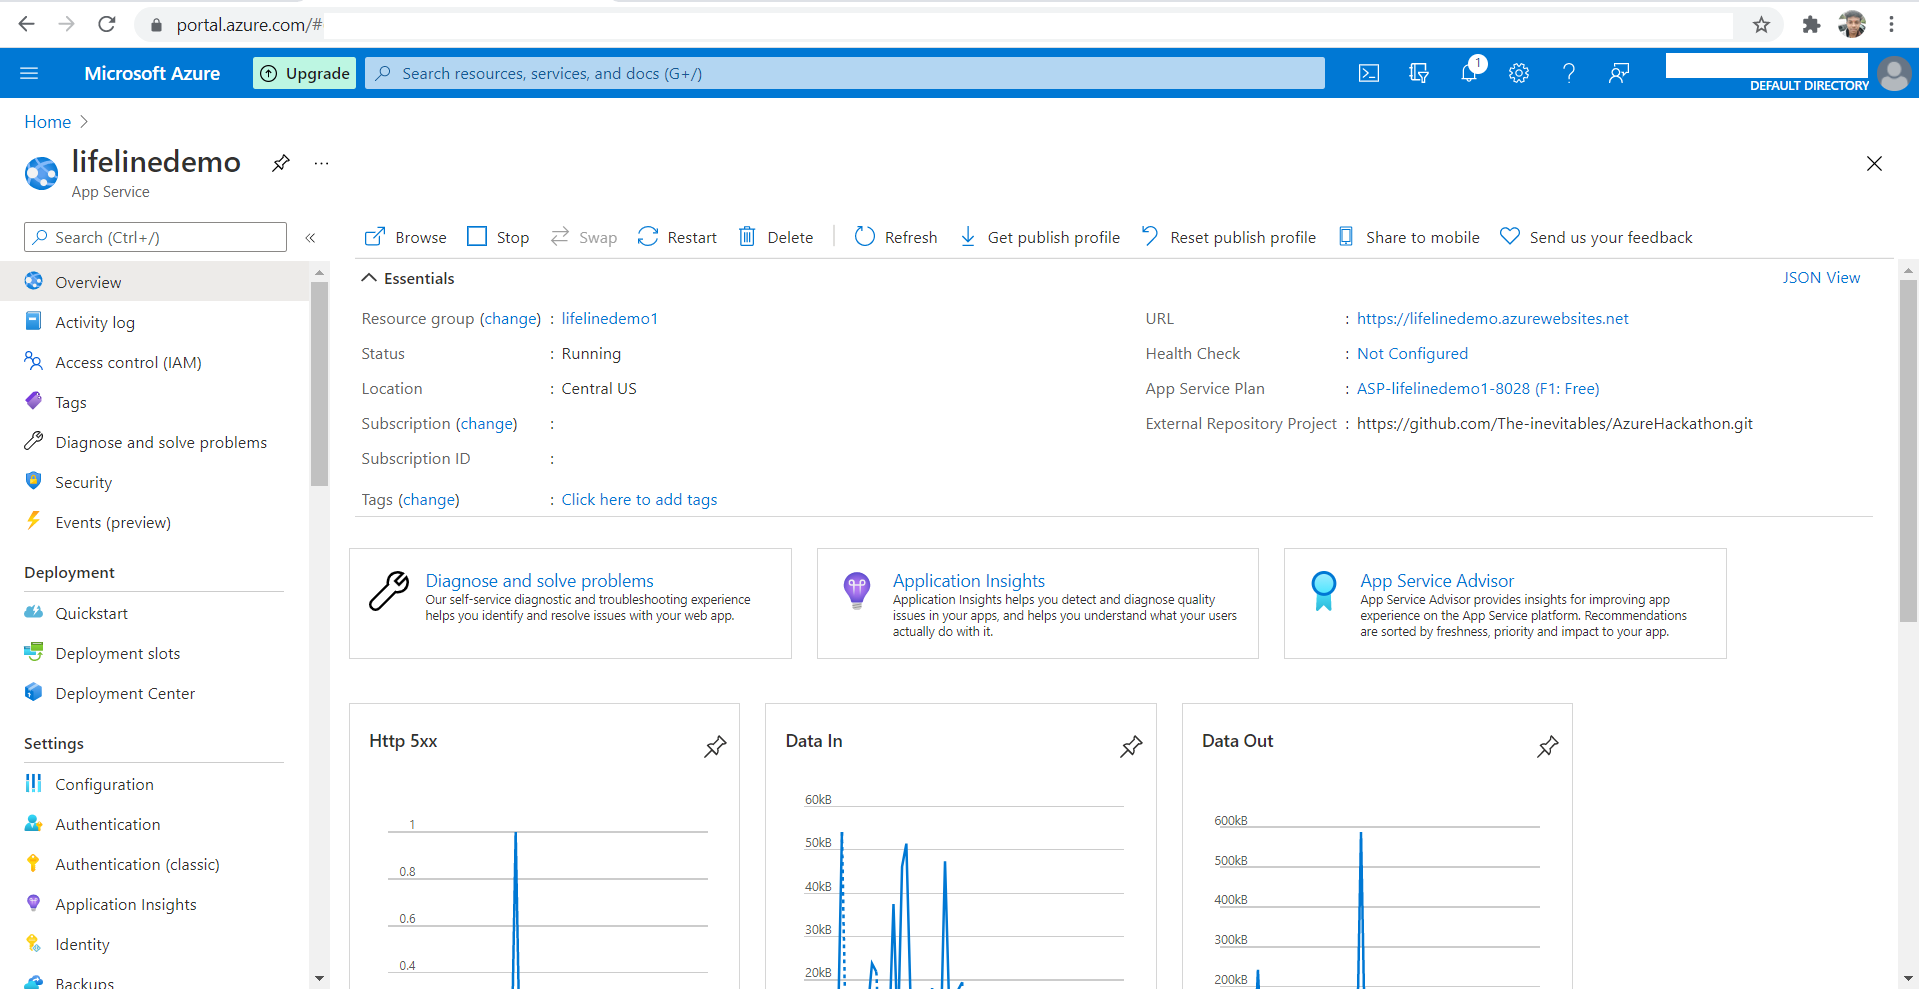 portal.azure.com/#
Microsoft Azure
Upgrade
Search resources, services, and docs (G+/)
1
DEFAULT DIRECTORY
Home
lifelinedemo
...
App Service
Search (Ctrl+/)
«
Overview
Activity log
Access control (IAM)
Tags
Diagnose and solve problems
Security
Events (preview)
Deployment
Quickstart
Deployment slots
Deployment Center
Settings
Configuration
Authentication
Authentication (classic)
Application Insights
Identity
Backups
Browse
Stop
Swap
Restart
Delete
Refresh
Get publish profile
Reset publish profile
Share to mobile
Send us your feedback
Essentials
JSON View
Resource group (change) : lifelinedemo1
Status : Running
Location : Central US
Subscription (change) :
Subscription ID :
Tags (change) : Click here to add tags
URL : https://lifelinedemo.azurewebsites.net
Health Check : Not Configured
App Service Plan : ASP-lifelinedemo1-8028 (F1: Free)
External Repository Project : https://github.com/The-inevitables/AzureHackathon.git
Diagnose and solve problems
Our self-service diagnostic and troubleshooting experience
helps you identify and resolve issues with your web app.
Application Insights
Application Insights helps you detect and diagnose quality
issues in your apps, and helps you understand what your users
actually do with it.
App Service Advisor
App Service Advisor provides insights for improving app
experience on the App Service platform. Recommendations
are sorted by freshness, priority and impact to your app.
Http 5xx
1
0.8
0.6
0.4
Data In
60kB
50kB
40kB
30kB
20kB
Data Out
600kB
500kB
400kB
300kB
200kB